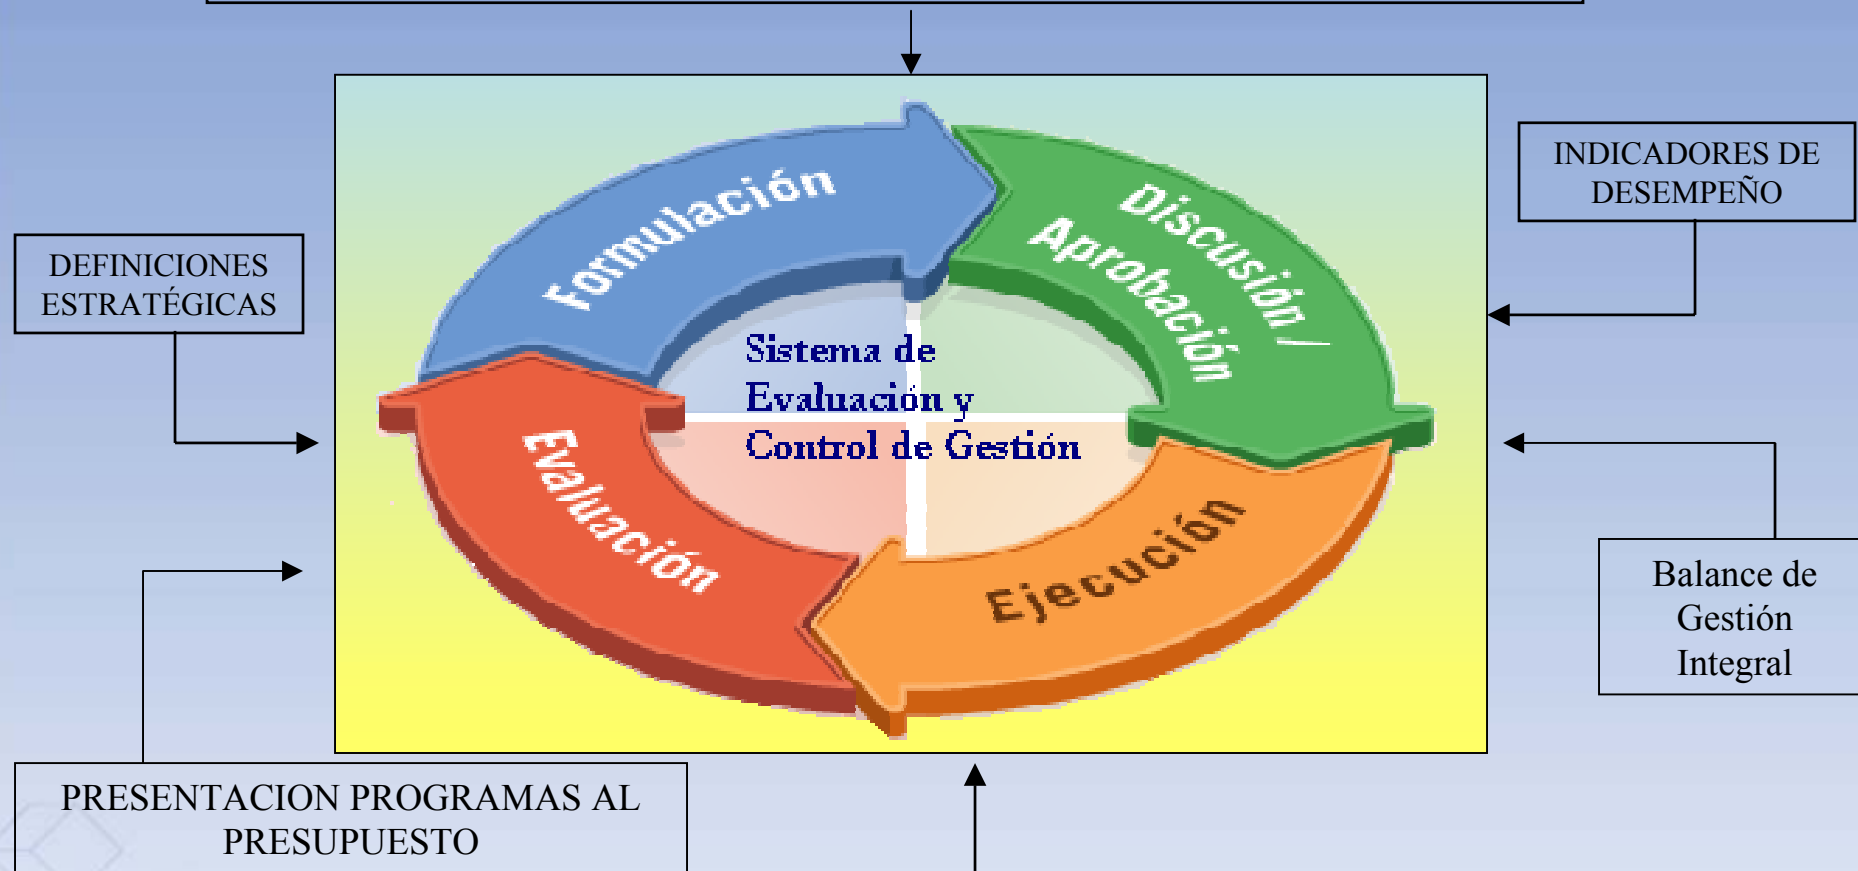 INDICADORES DE
DESEMPEÑO
DEFINICIONES
ESTRATÉGICAS
Formulación
Discusión /
Aprobación
Sistema de
Evaluación y
Control de Gestión
Evaluación
Ejecución
Balance de
Gestión
Integral
PRESENTACION PROGRAMAS AL
PRESUPUESTO